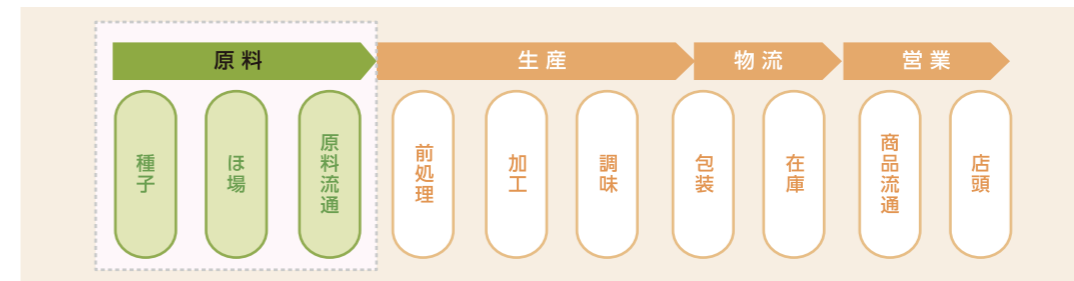 原料
生産
物流
営業
種子
ほ場
原料流通
前処理
加工
調味
包装
在庫
商品流通
店頭